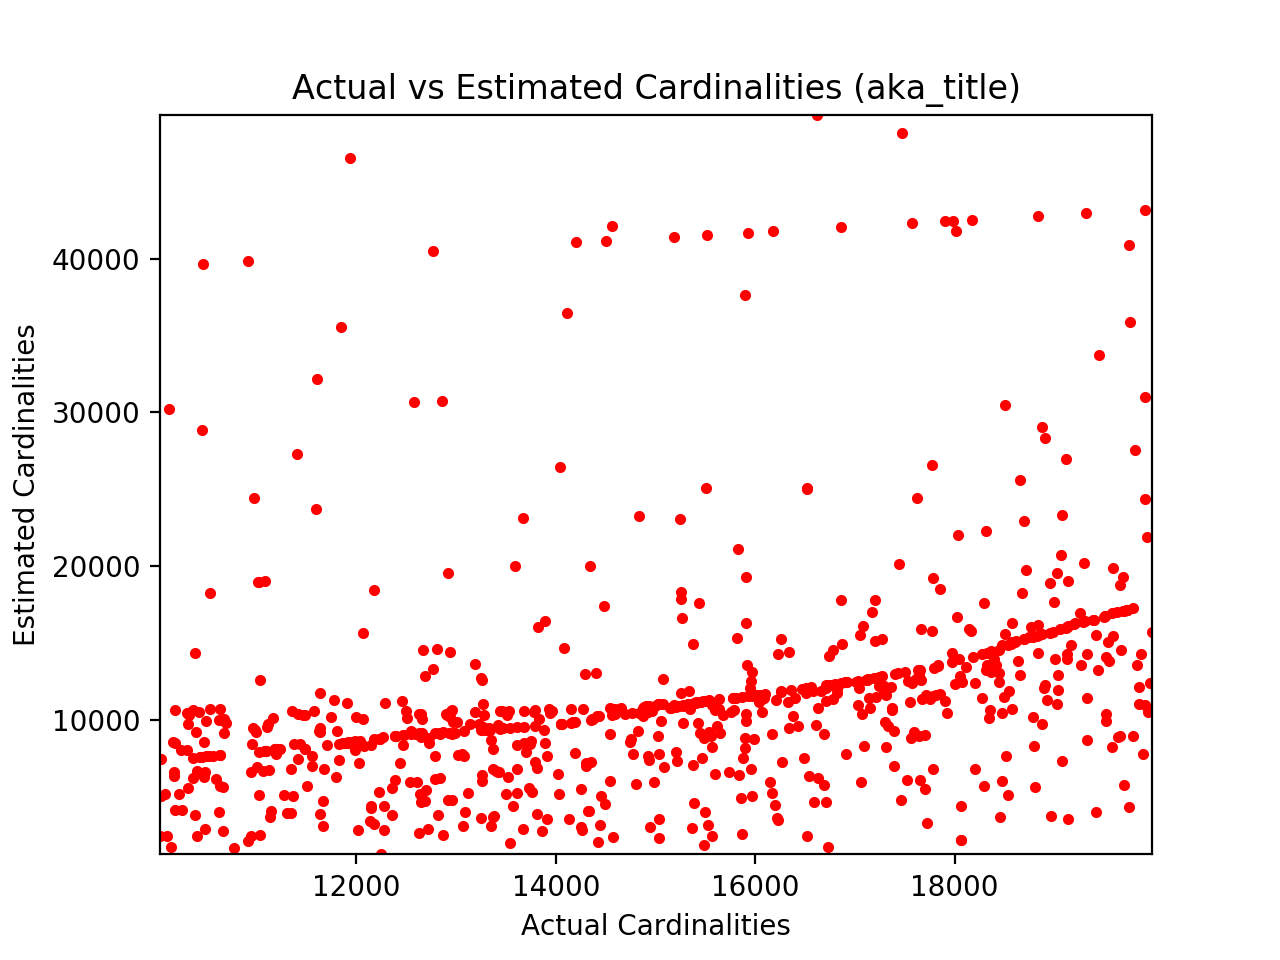 Actual vs Estimated Cardinalities (aka_title)
40000
30000
20000
10000
Estimated Cardinalities
12000 14000 16000 18000
Actual Cardinalities